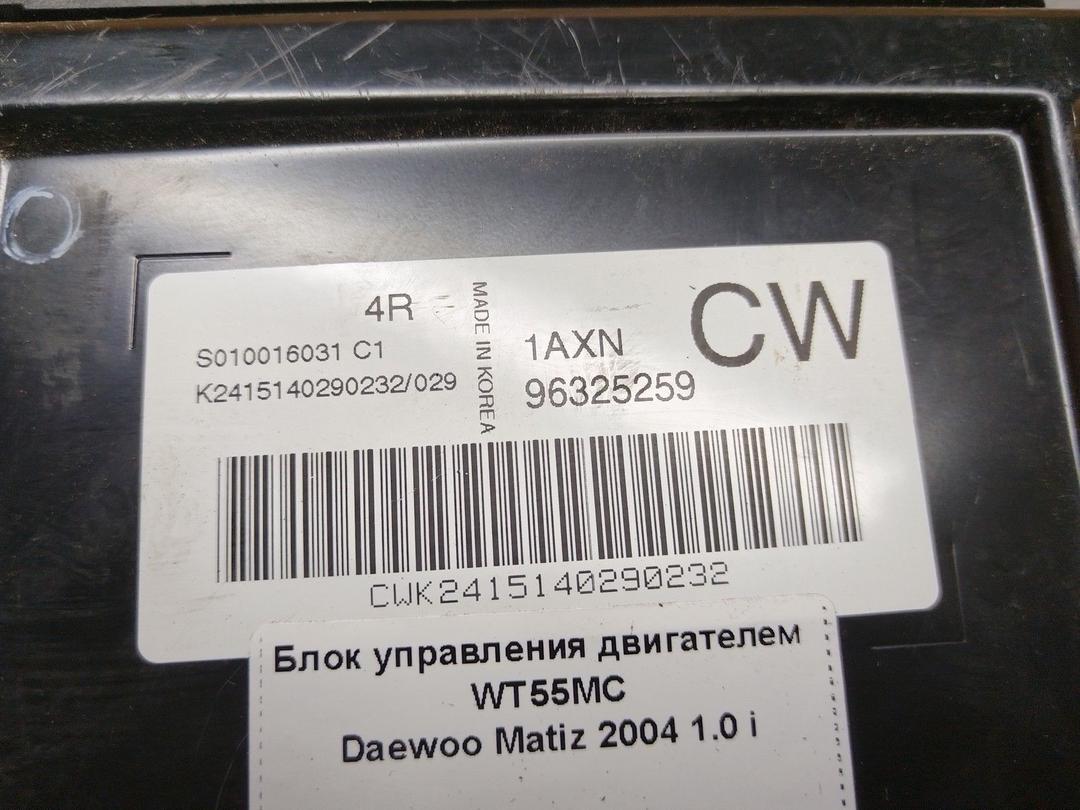 4R
S010016031 C1
K2415140290232/029
MADE IN KOREA
1AXN
96325259
CW
CWK2415140290232
Блок управления двигателем
WT55MC
Daewoo Matiz 2004 1.0 i